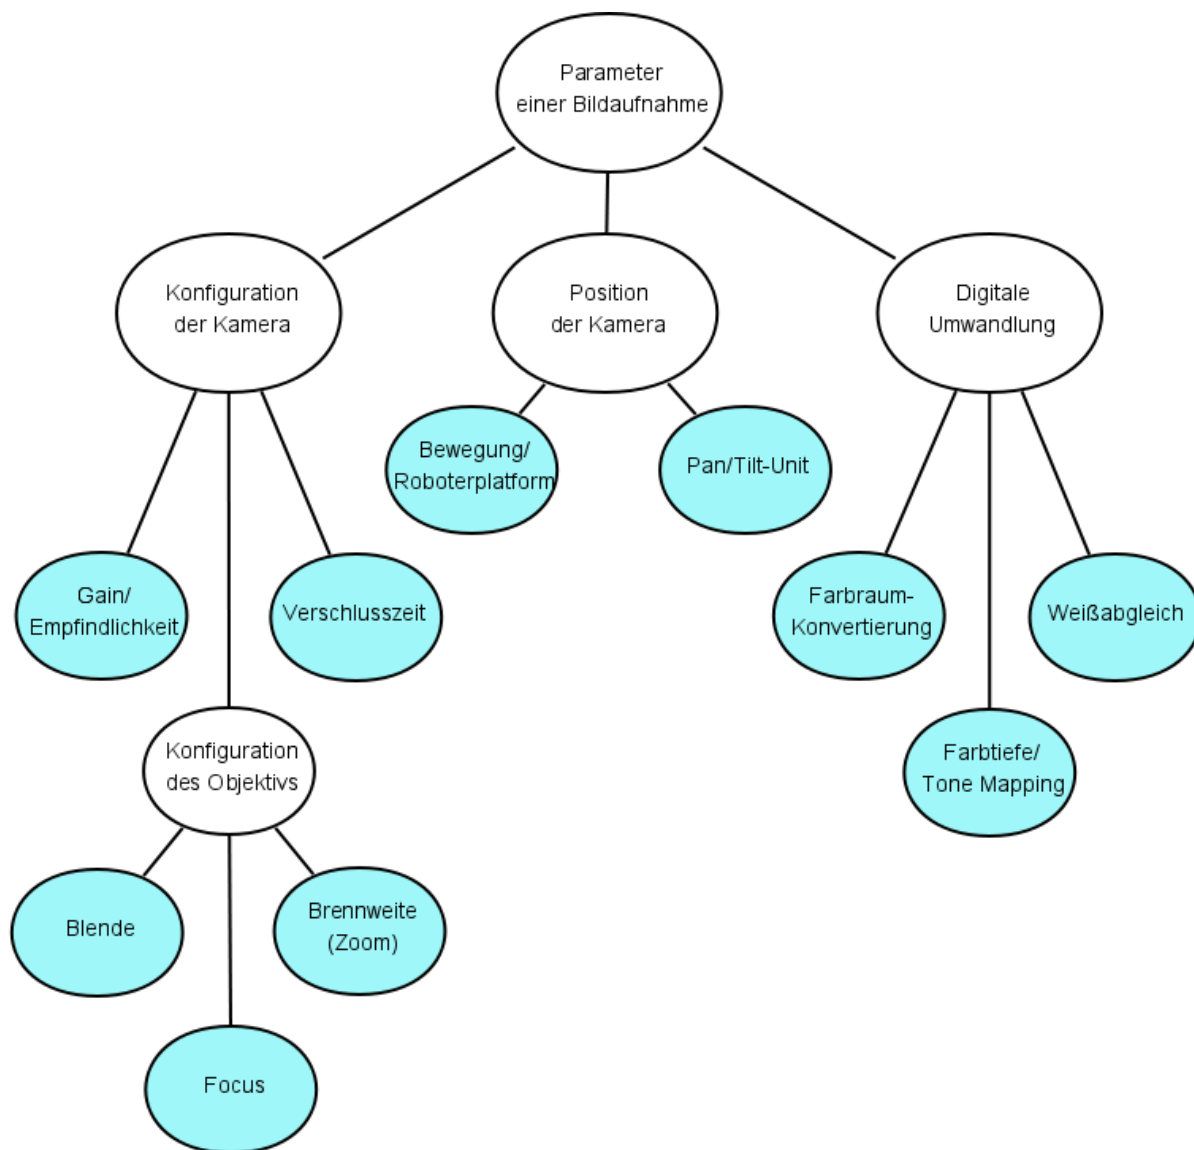 Parameter
einer Bildaufnahme
Konfiguration
der Kamera
Position
der Kamera
Digitale
Umwandlung
Bewegung/
Roboterplatform
Pan/Tilt-Unit
Gain/
Empfindlichkeit
Verschlusszeit
Farbraum-
Konvertierung
Weißabgleich
Konfiguration
des Objektivs
Farbtiefe/
Tone Mapping
Blende
Brennweite
(Zoom)
Focus